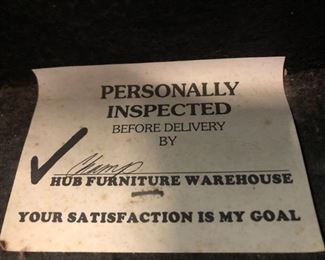 PERSONALLY
INSPECTED
BEFORE DELIVERY
BY
HUB FURNITURE WAREHOUSE
YOUR SATISFACTION IS MY GOAL